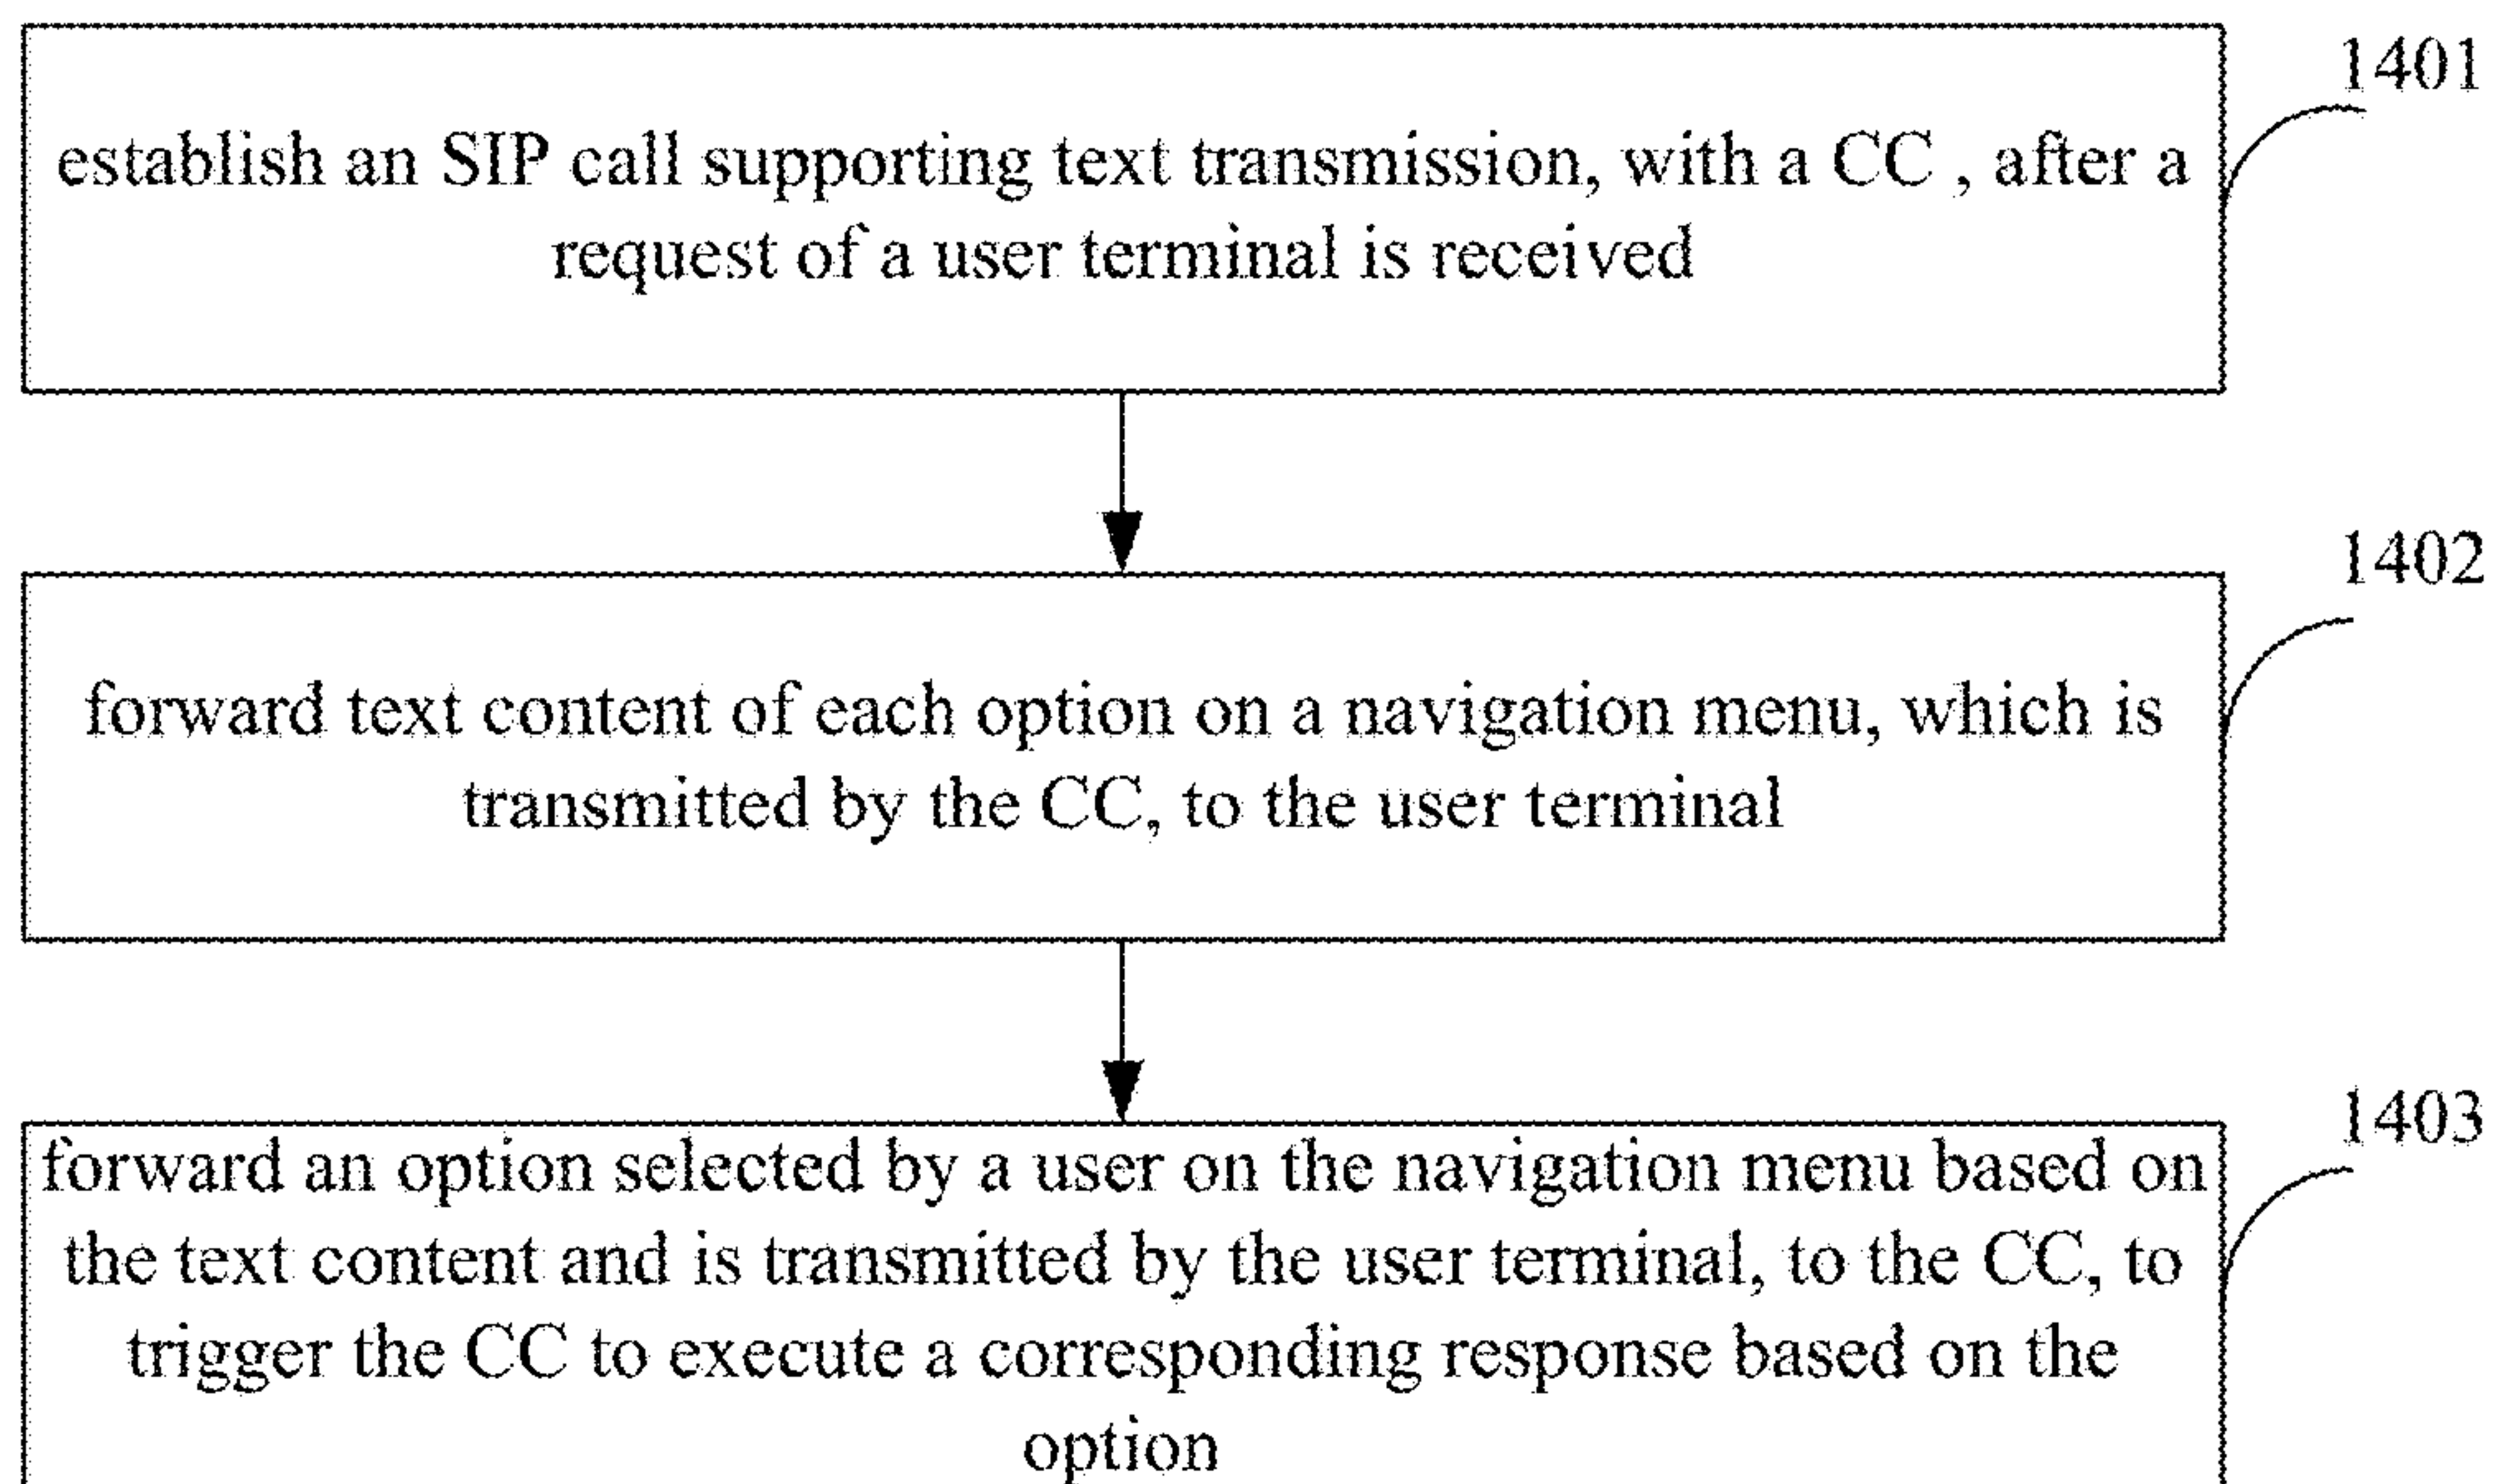 1401
establish an SIP call supporting text transmission, with a CC , after a
request of a user terminal is received
1402
forward text content of each option on a navigation menu, which is
transmitted by the CC, to the user terminal
1403
forward an option selected by a user on the navigation menu based on
the text content and is transmitted by the user terminal, to the CC, to
trigger the CC to execute a corresponding response based on the
option